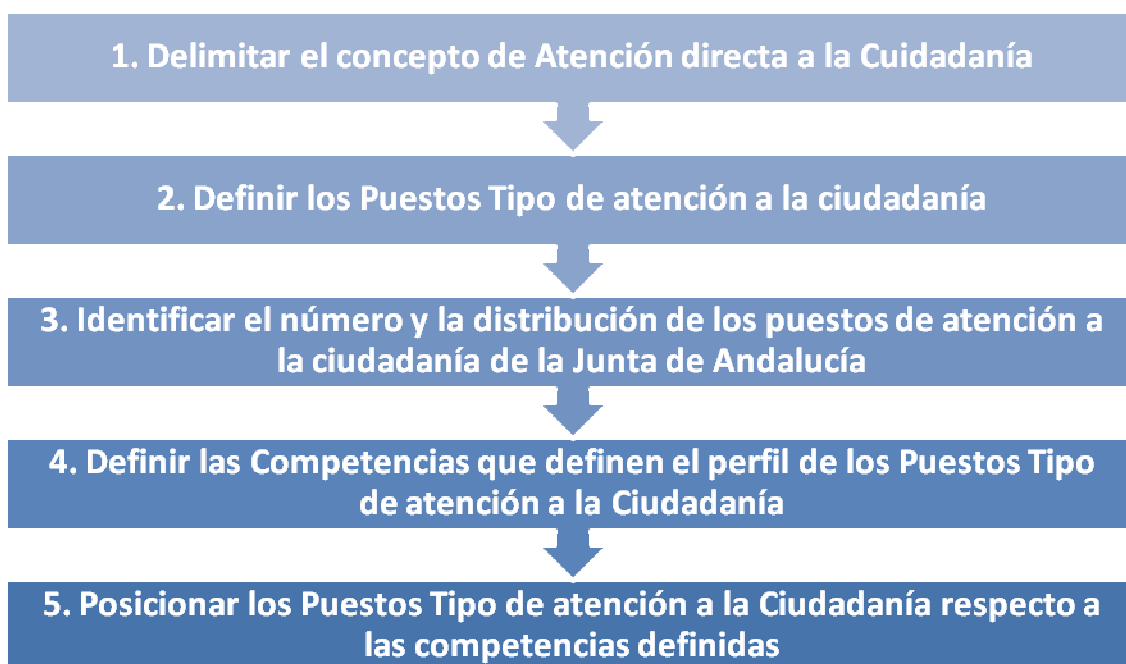 1. Delimitar el concepto de Atención directa a la Cuidadanía
2. Definir los Puestos Tipo de atención a la ciudadanía
3. Identificar el número y la distribución de los puestos de atención a
la ciudadanía de la Junta de Andalucía
4. Definir las Competencias que definen el perfil de los Puestos Tipo
de atención a la Ciudadanía
5. Posicionar los Puestos Tipo de atención a la Ciudadanía respecto a
las competencias definidas